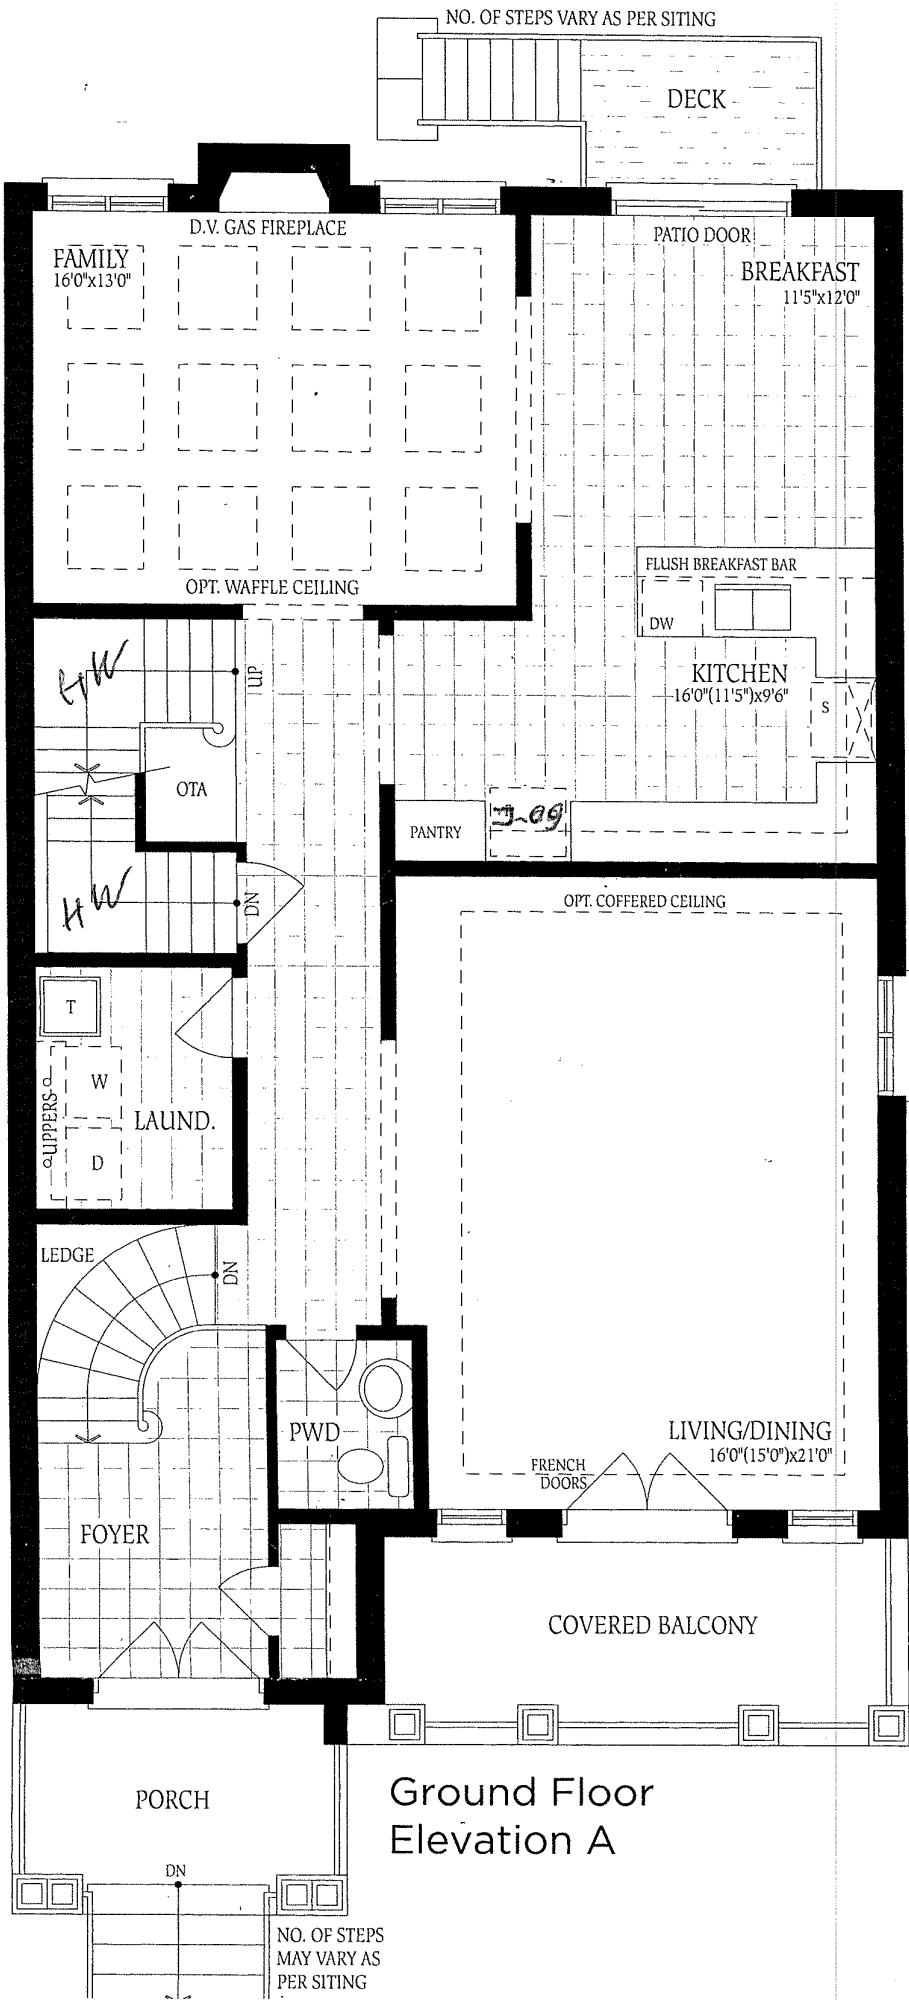 NO. OF STEPS VARY AS PER SITING
DECK
D.V. GAS FIREPLACE
PATIO DOOR
FAMILY
16'0"x13'0"
BREAKFAST
11'5"x12'0"
OPT. WAFFLE CEILING
FLUSH BREAKFAST BAR
DW
KITCHEN
16'0"(11'5")x9'6"
S
UP
OTA
PANTRY
HW
DN
OPT. COFFERED CEILING
T
W
UPPERS
LAUND.
D
LEDGE
DN
PWD
LIVING/DINING
16'0"(15'0")x21'0"
FRENCH
DOORS
FOYER
COVERED BALCONY
PORCH
Ground Floor
Elevation A
DN
NO. OF STEPS
MAY VARY AS
PER SITING